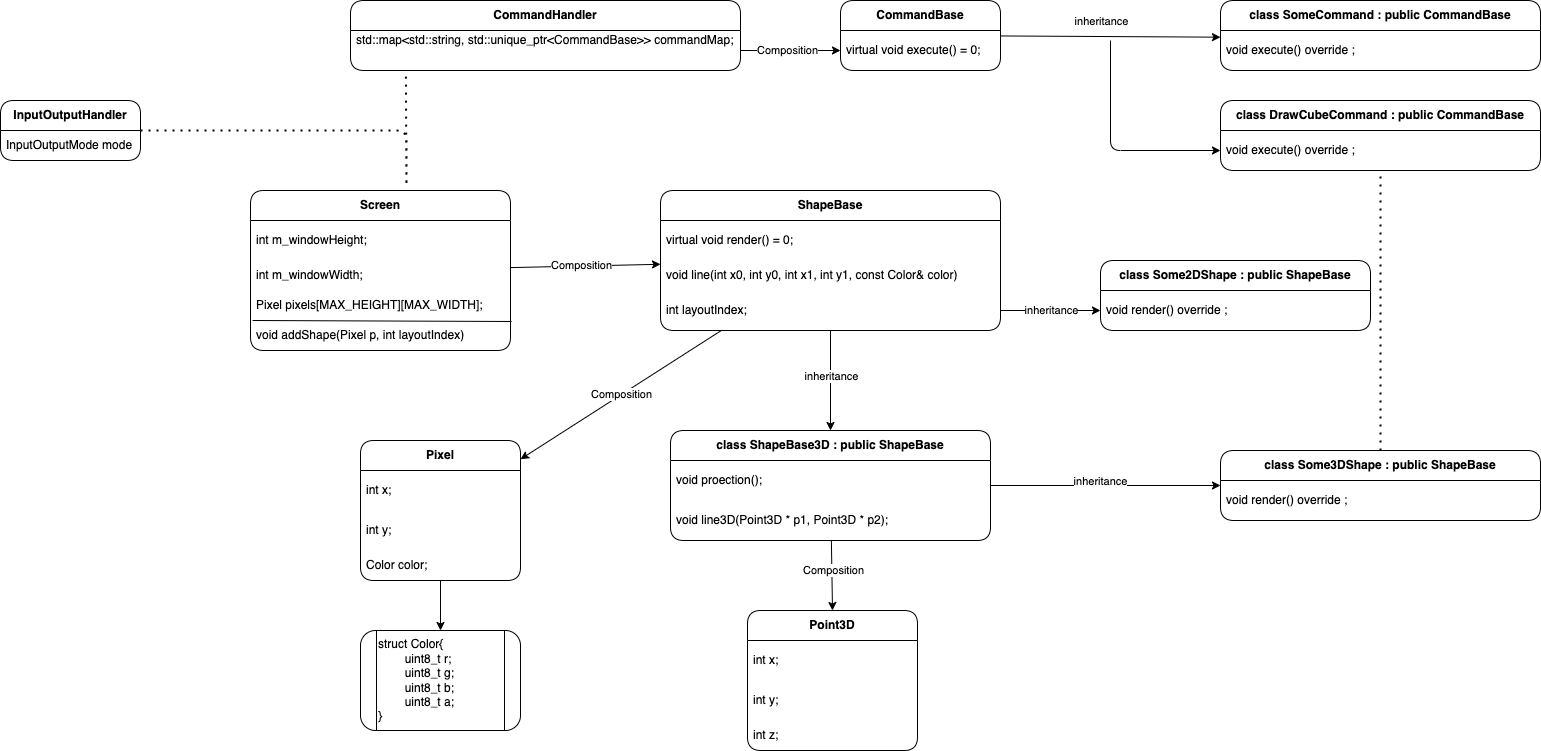 CommandHandler
std::map<std::string, std::unique_ptr<CommandBase>> commandMap;
Composition
CommandBase
virtual void execute() = 0;
inheritance
class SomeCommand : public CommandBase
void execute() override ;
InputOutputHandler
InputOutputMode mode
class DrawCubeCommand : public CommandBase
void execute() override ;
Screen
int m_windowHeight;
int m_windowWidth;
Pixel pixels[MAX_HEIGHT][MAX_WIDTH];
void addShape(Pixel p, int layoutIndex)
Composition
ShapeBase
virtual void render() = 0;
void line(int x0, int y0, int x1, int y1, const Color& color)
int layoutIndex;
inheritance
class Some2DShape : public ShapeBase
void render() override ;
Composition
inheritance
Pixel
int x;
int y;
Color color;
class ShapeBase3D : public ShapeBase
void proection();
void line3D(Point3D * p1, Point3D * p2);
inheritance
class Some3DShape : public ShapeBase
void render() override ;
Composition
struct Color{
uint8_t r;
uint8_t g;
uint8_t b;
uint8_t a;
}
Point3D
int x;
int y;
int z;